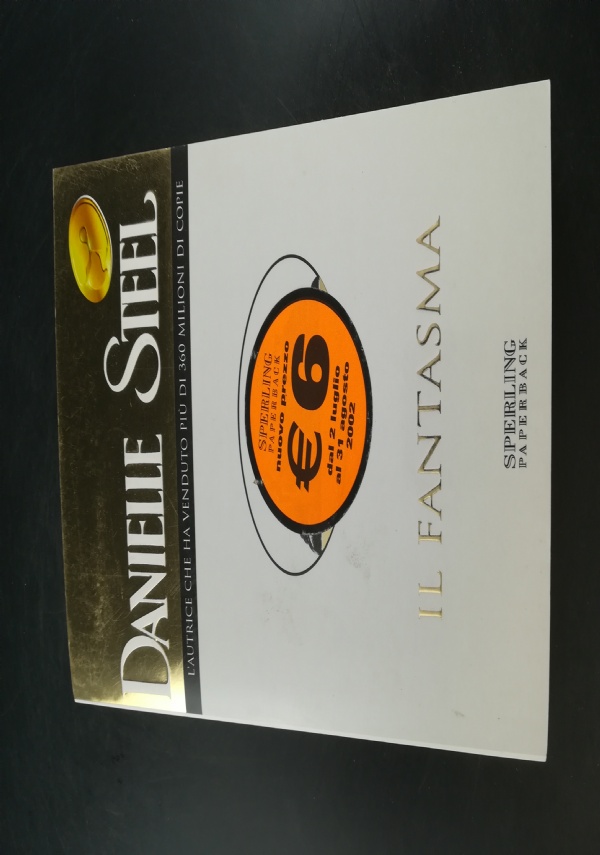 DANIELLE STEEL
L'AUTRICE CHE HA VENDUTO PIÙ DI 360 MILIONI DI COPIE
SPERLING
PAPERBACK
nuovo prezzo
€ 6
dal 2 luglio
al 31 agosto
2002
IL FANTASMA
SPERLING
PAPERBACK